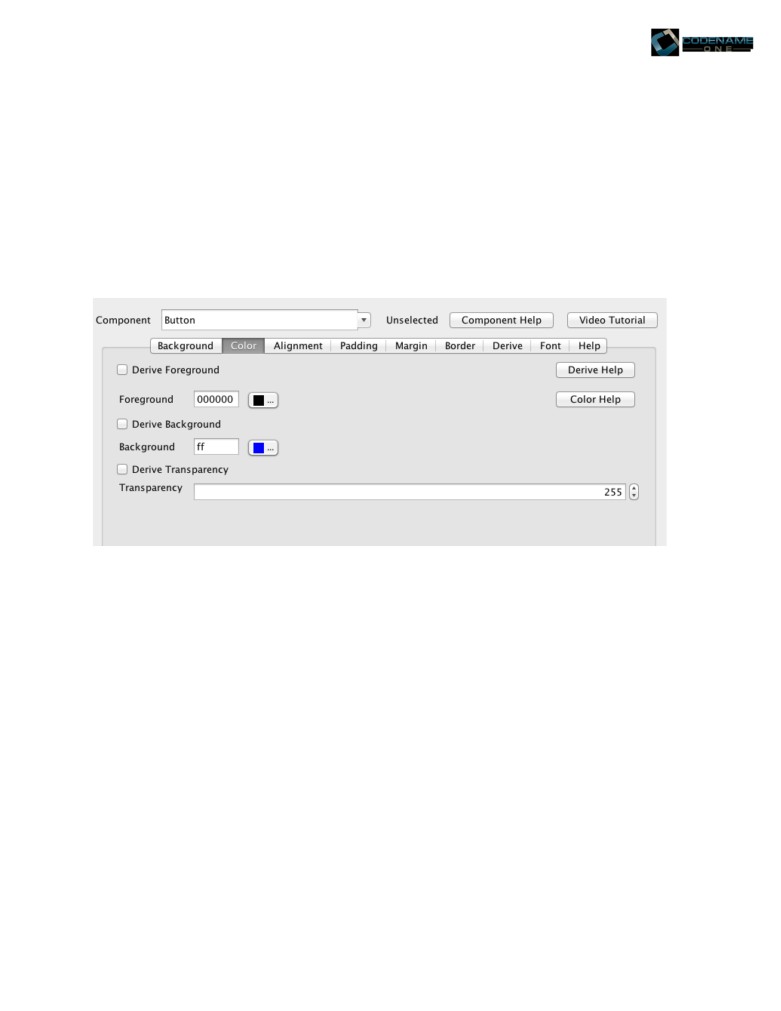 CODENAME
ONE
Component Button Unselected Component Help Video Tutorial
Background Color Alignment Padding Margin Border Derive Font Help
Derive Foreground Derive Help
Foreground 000000 ... Color Help
Derive Background
Background ff ...
Derive Transparency
Transparency 255